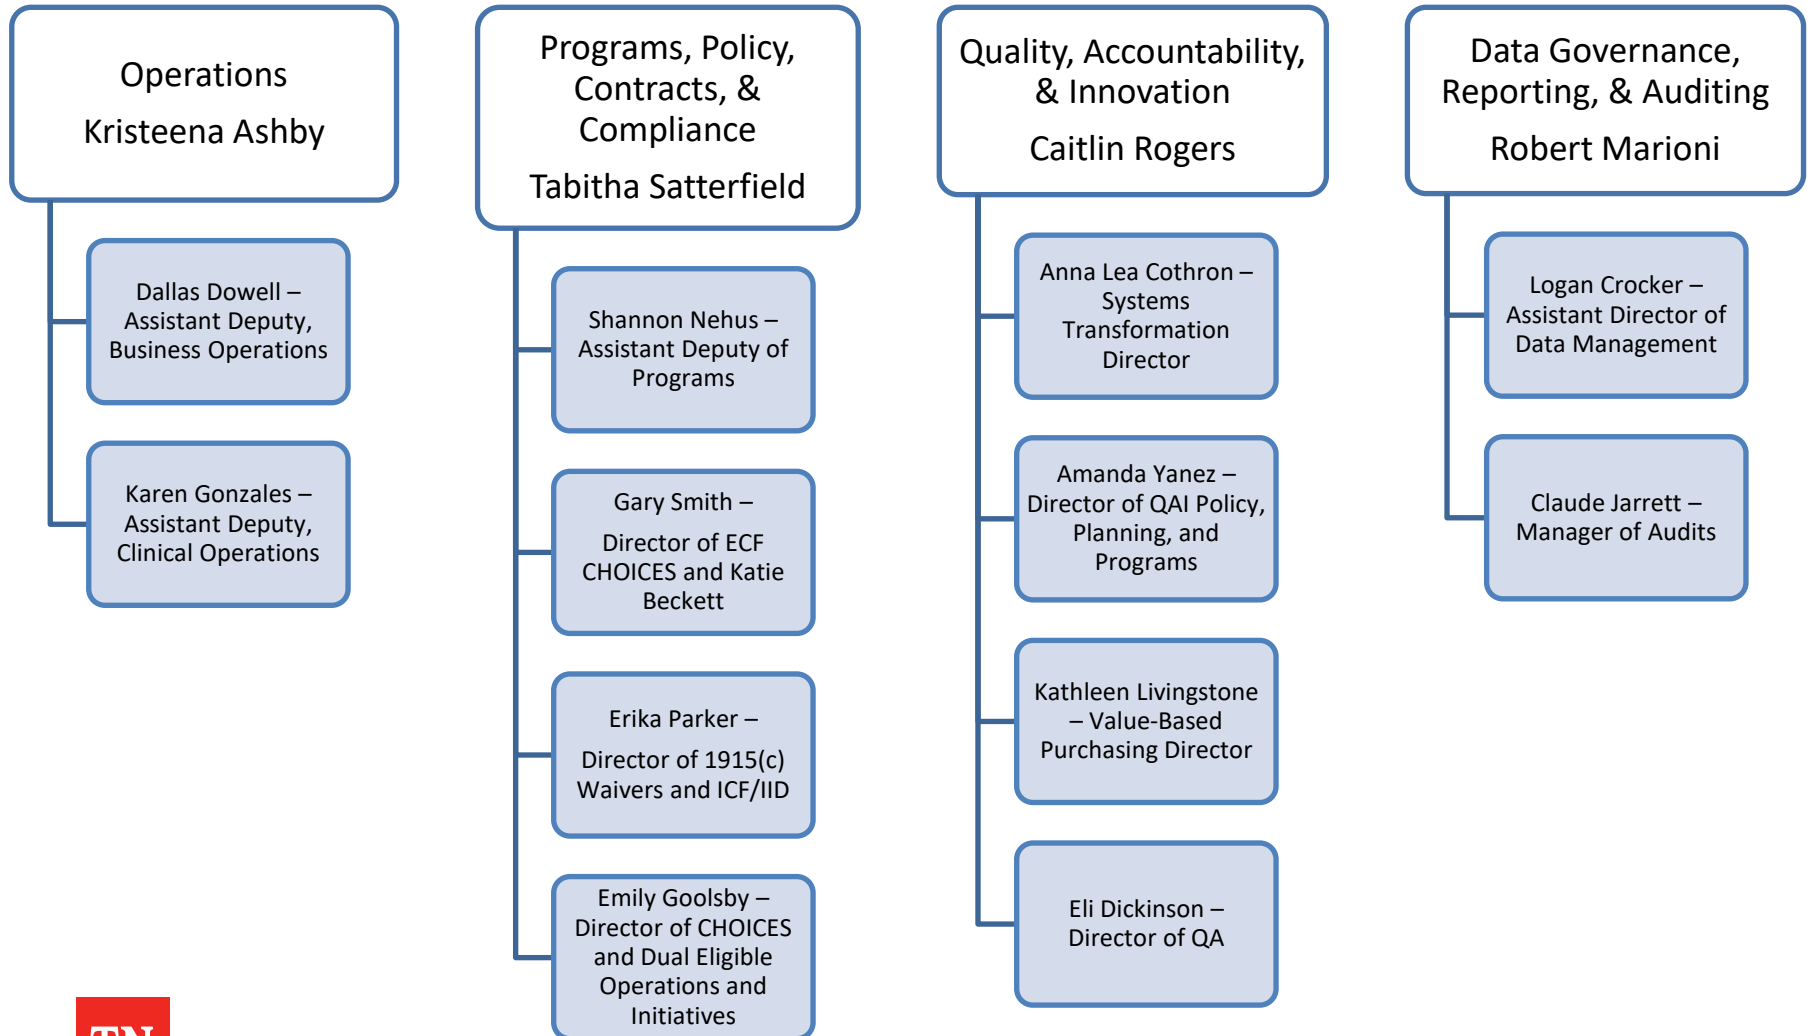 Operations
Kristeena Ashby
Dallas Dowell –
Assistant Deputy,
Business Operations
Karen Gonzales –
Assistant Deputy,
Clinical Operations
Programs, Policy,
Contracts, &
Compliance
Tabitha Satterfield
Shannon Nehus –
Assistant Deputy of
Programs
Gary Smith –
Director of ECF
CHOICES and Katie
Beckett
Erika Parker –
Director of 1915(c)
Waivers and ICF/IID
Emily Goolsby –
Director of CHOICES
and Dual Eligible
Operations and
Initiatives
Quality, Accountability,
& Innovation
Caitlin Rogers
Anna Lea Cothron –
Systems
Transformation
Director
Amanda Yanez –
Director of QAI Policy,
Planning, and
Programs
Kathleen Livingstone
– Value-Based
Purchasing Director
Eli Dickinson –
Director of QA
Data Governance,
Reporting, & Auditing
Robert Marioni
Logan Crocker –
Assistant Director of
Data Management
Claude Jarrett –
Manager of Audits
TN